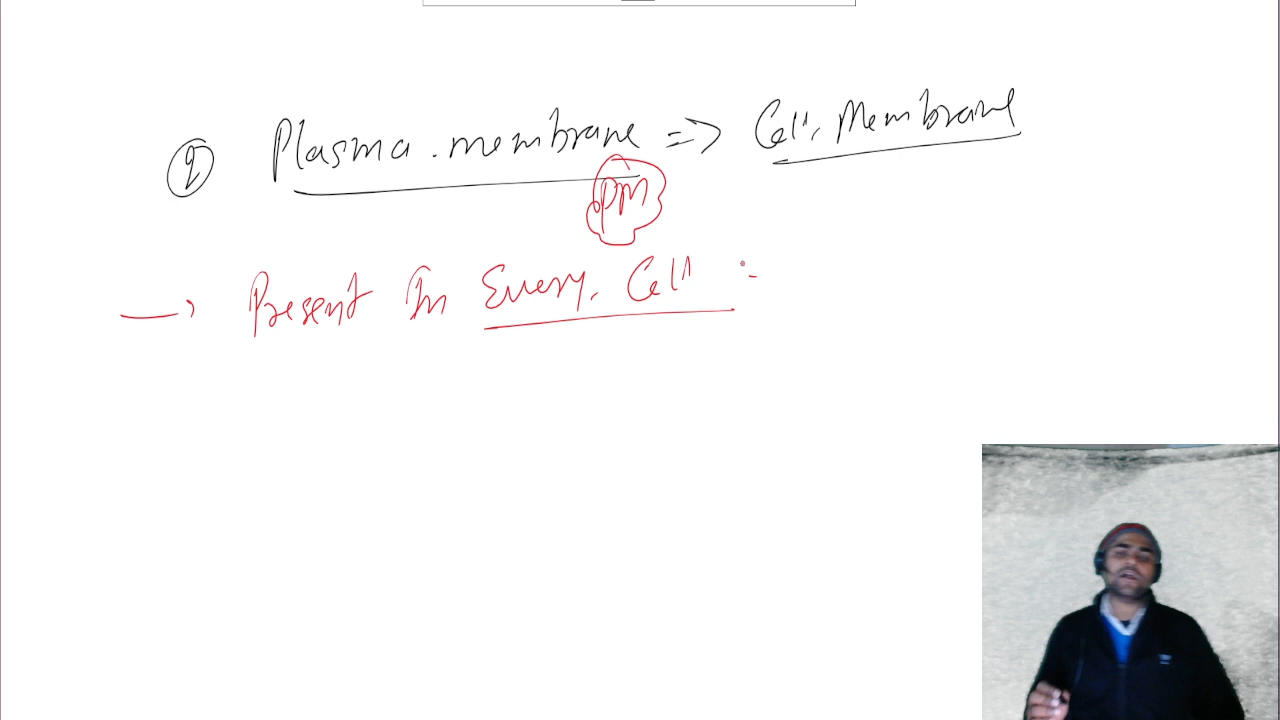 ② Plasma membrane => Cell Membrane
PM
→ Present In Every Cell :-